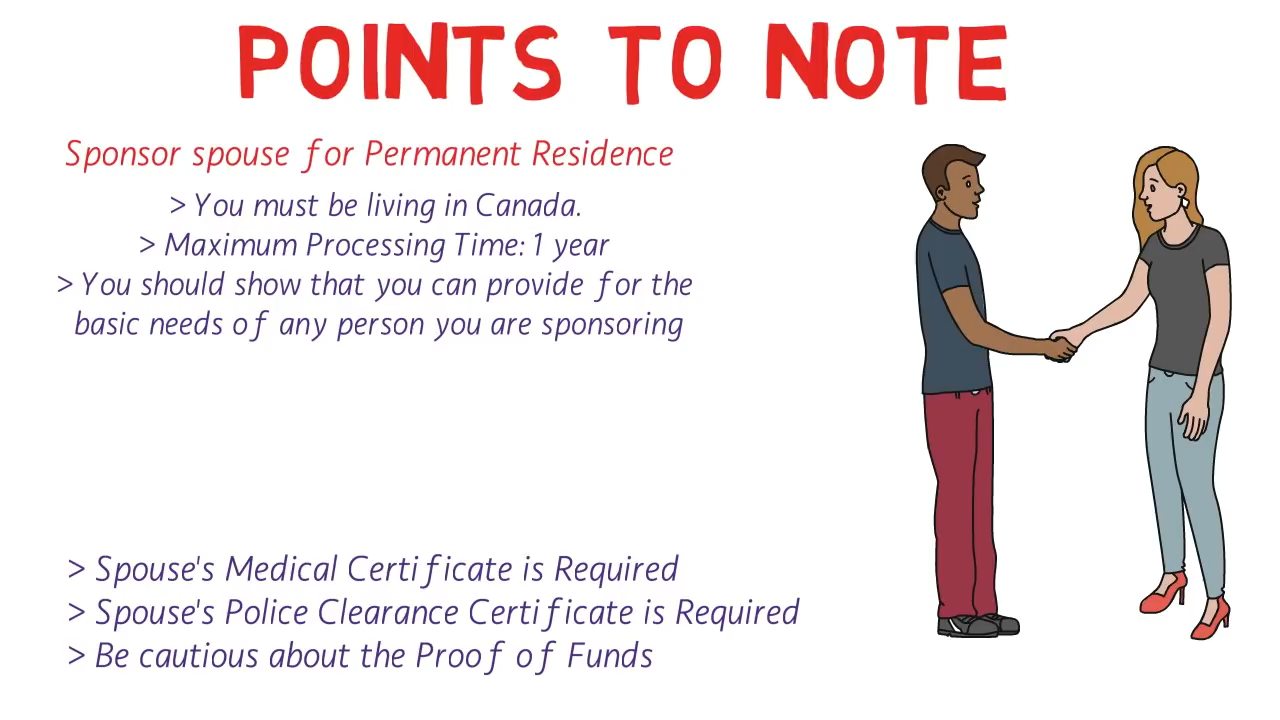 POINTS TO NOTE
Sponsor spouse for Permanent Residence
> You must be living in Canada.
> Maximum Processing Time: 1 year
> You should show that you can provide for the
basic needs of any person you are sponsoring
> Spouse's Medical Certificate is Required
> Spouse's Police Clearance Certificate is Required
> Be cautious about the Proof of Funds